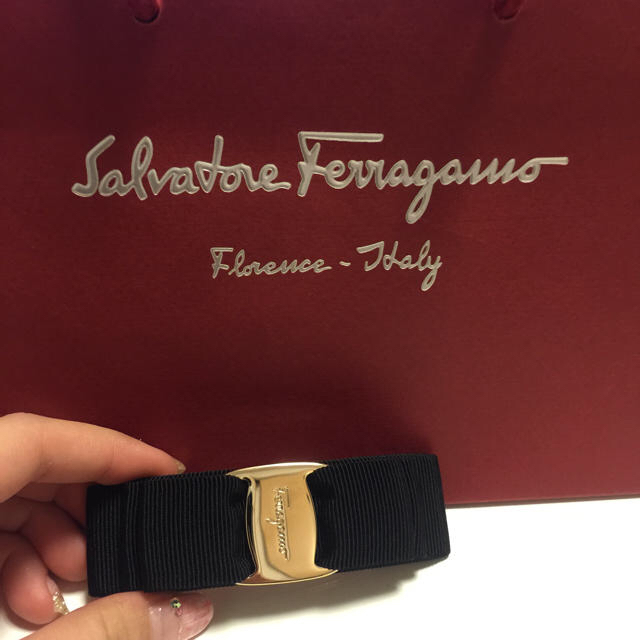 Salvatore Ferragamo
Florence - Italy
Ferragamo